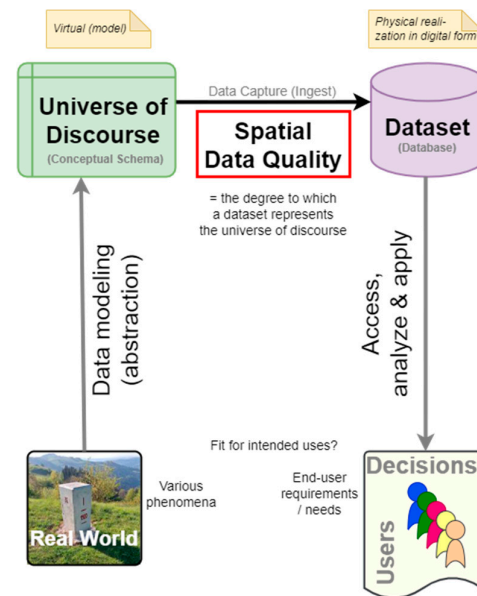 Virtual (model)
Physical reali-
zation in digital form
Universe of
Discourse
(Conceptual Schema)
Data Capture (Ingest)
Spatial
Data Quality
Dataset
(Database)
= the degree to which
a dataset represents
the universe of discourse
Data modeling
(abstraction)
Access,
analyze & apply
Real World
Various
phenomena
Fit for intended uses?
End-user
requirements
/ needs
Decisions
Users